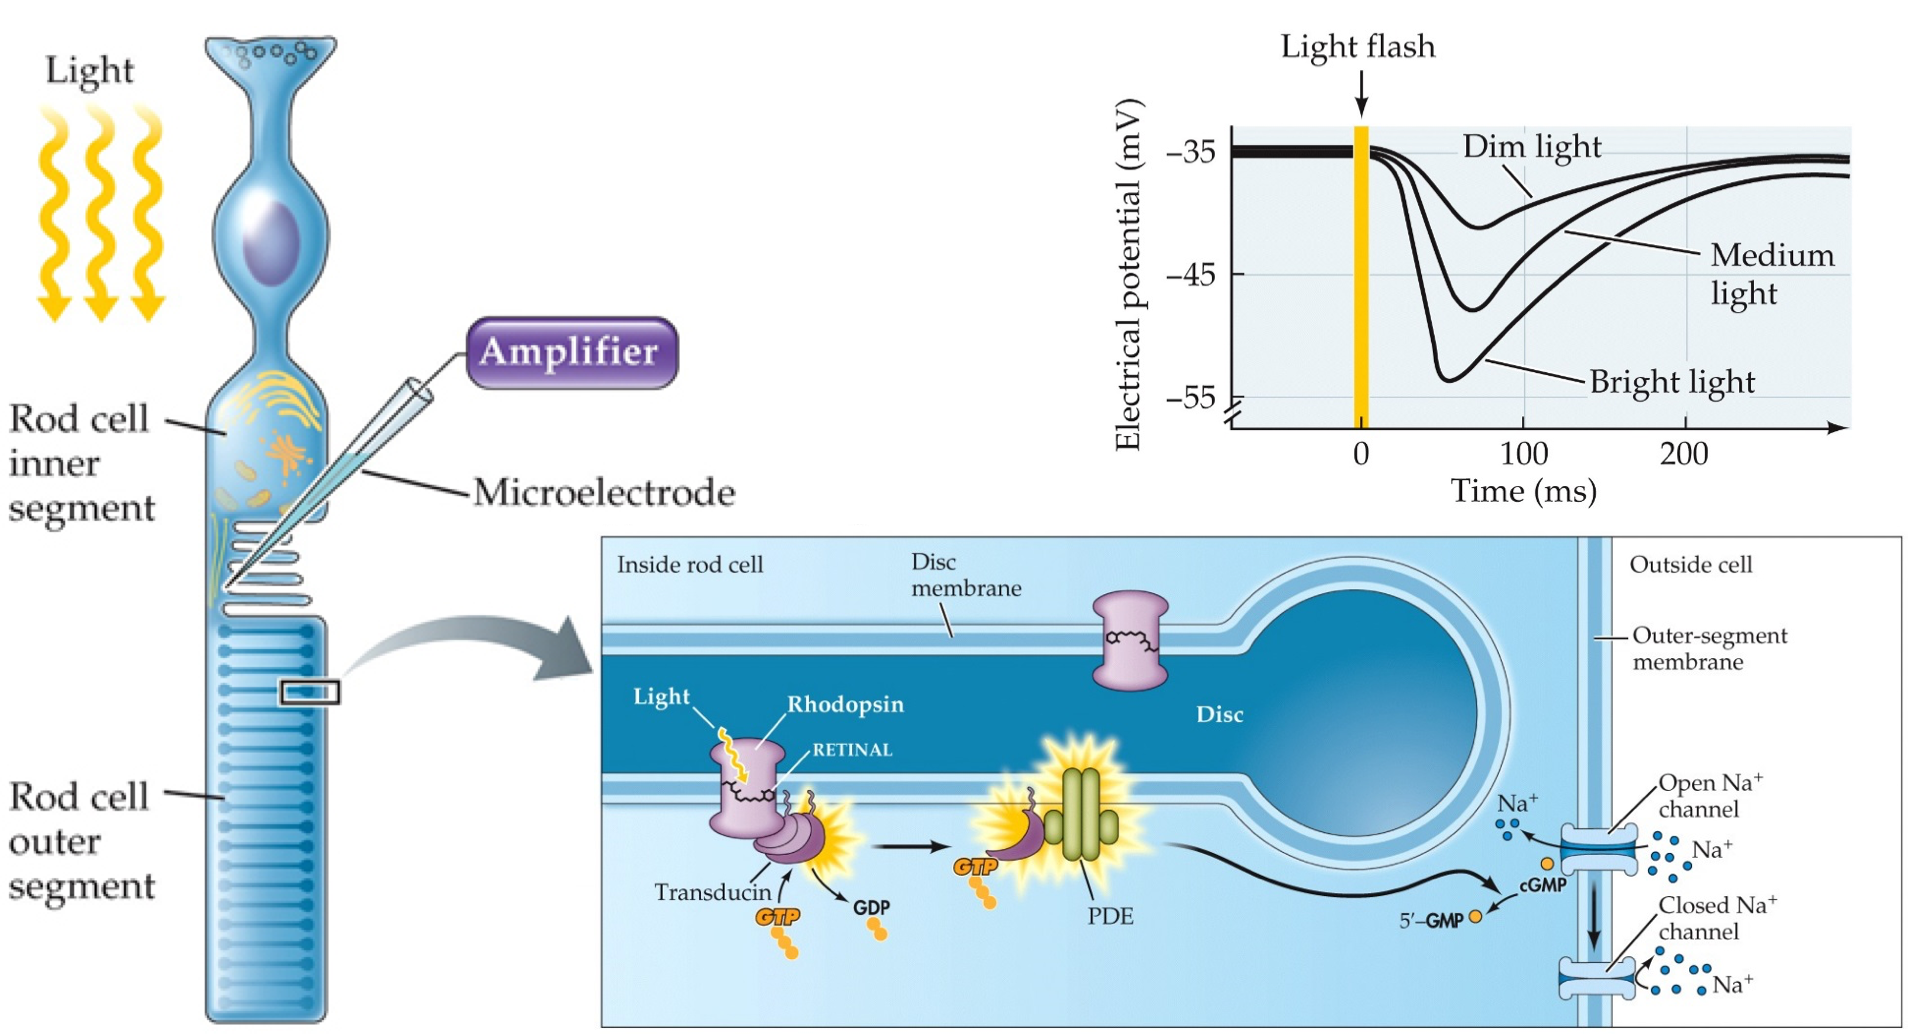 Light
Amplifier
Rod cell
inner
segment
Microelectrode
Rod cell
outer
segment
Light flash
Electrical potential (mV)
–35
–45
–55
Dim light
Medium
light
Bright light
0
100
200
Time (ms)
Inside rod cell
Disc
membrane
Outside cell
Outer-segment
membrane
Light
Rhodopsin
RETINAL
Disc
Transducin
GTP
GDP
GTP
PDE
Na⁺
Open Na⁺
channel
Na⁺
cGMP
5′–GMP
Closed Na⁺
channel
Na⁺